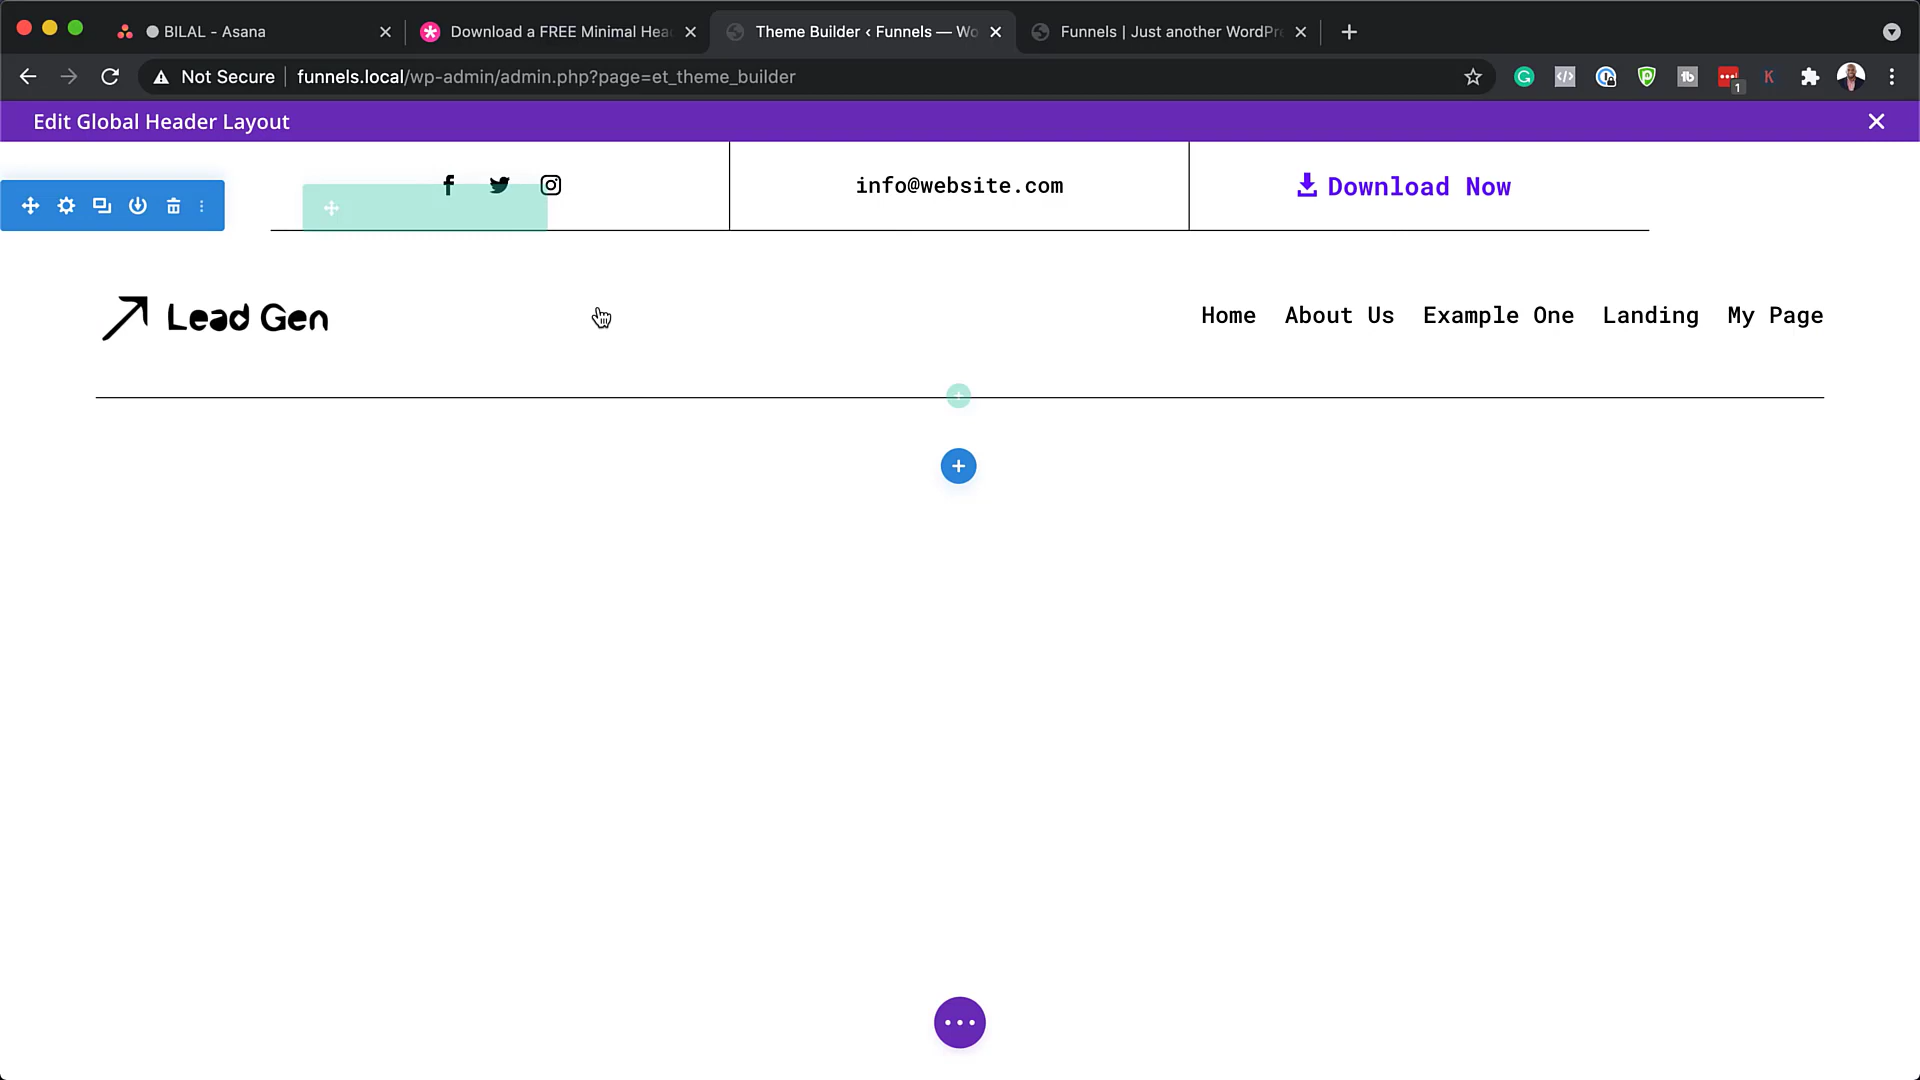 BILAL - Asana
Download a FREE Minimal Hea
Theme Builder ‹ Funnels — Wo
Funnels | Just another WordPre
Not Secure
funnels.local/wp-admin/admin.php?page=et_theme_builder
1
Edit Global Header Layout
info@website.com
Download Now
Lead Gen
Home
About Us
Example One
Landing
My Page